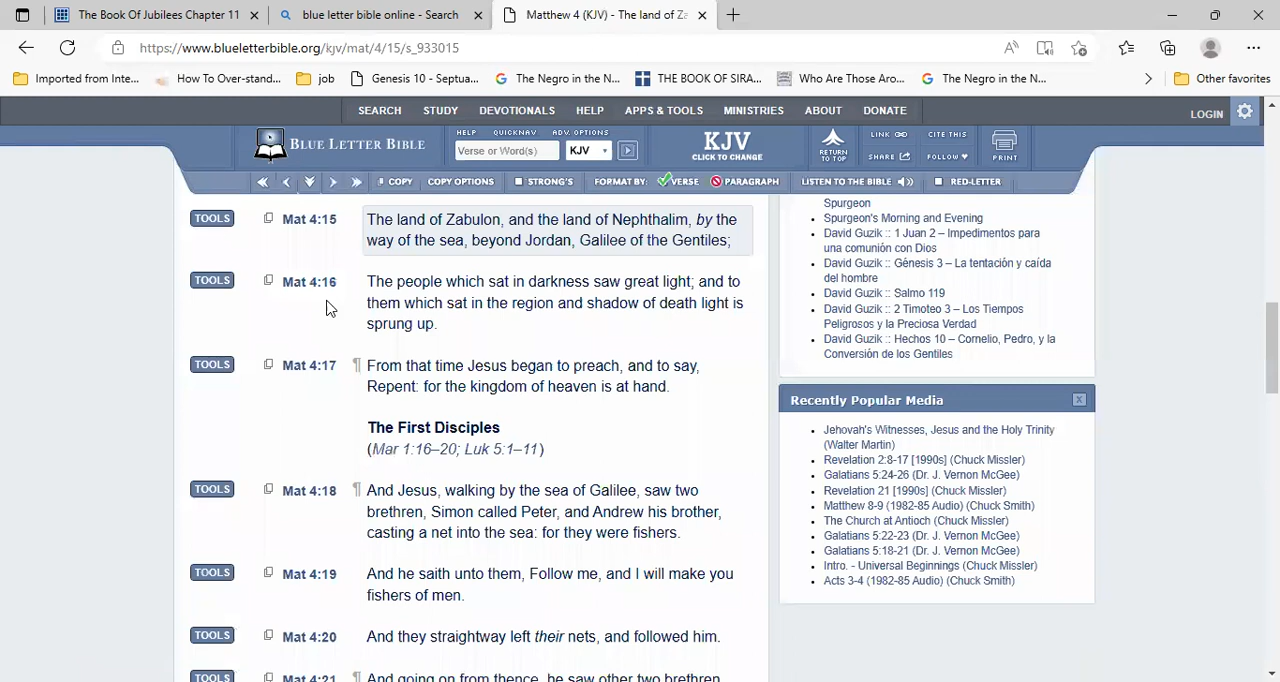 The Book Of Jubilees Chapter 11
blue letter bible online - Search
Matthew 4 (KJV) - The land of Za
https://www.blueletterbible.org/kjv/mat/4/15/s_933015
Imported from Inte...
How To Over-stand...
job
Genesis 10 - Septua...
The Negro in the N...
THE BOOK OF SIRA...
Who Are Those Aro...
The Negro in the N...
Other favorites
SEARCH STUDY DEVOTIONALS HELP APPS & TOOLS MINISTRIES ABOUT DONATE
LOGIN
BLUE LETTER BIBLE
HELP QUICKNAV ADV. OPTIONS
Verse or Word(s) KJV
KJV
CLICK TO CHANGE
RETURN
TO TOP
LINK CITE THIS
SHARE FOLLOW
PRINT
COPY COPY OPTIONS STRONG'S FORMAT BY: VERSE PARAGRAPH LISTEN TO THE BIBLE RED-LETTER
TOOLS Mat 4:15 The land of Zabulon, and the land of Nephthalim, by the
way of the sea, beyond Jordan, Galilee of the Gentiles;
TOOLS Mat 4:16 The people which sat in darkness saw great light; and to
them which sat in the region and shadow of death light is
sprung up.
TOOLS Mat 4:17 ¶ From that time Jesus began to preach, and to say,
Repent: for the kingdom of heaven is at hand.
The First Disciples
(Mar 1:16–20; Luk 5:1–11)
TOOLS Mat 4:18 ¶ And Jesus, walking by the sea of Galilee, saw two
brethren, Simon called Peter, and Andrew his brother,
casting a net into the sea: for they were fishers.
TOOLS Mat 4:19 And he saith unto them, Follow me, and I will make you
fishers of men.
TOOLS Mat 4:20 And they straightway left their nets, and followed him.
TOOLS Mat 4:21 ¶ And going on from thence, he saw other two brethren
Spurgeon
Spurgeon's Morning and Evening
David Guzik :: 1 Juan 2 – Impedimentos para
una comunión con Dios
David Guzik :: Génesis 3 – La tentación y caída
del hombre
David Guzik :: Salmo 119
David Guzik :: 2 Timoteo 3 – Los Tiempos
Peligrosos y la Preciosa Verdad
David Guzik :: Hechos 10 – Cornelio, Pedro, y la
Conversión de los Gentiles
Recently Popular Media
Jehovah's Witnesses, Jesus and the Holy Trinity
(Walter Martin)
Revelation 2:8-17 [1990s] (Chuck Missler)
Galatians 5:24-26 (Dr. J. Vernon McGee)
Revelation 21 [1990s] (Chuck Missler)
Matthew 8-9 (1982-85 Audio) (Chuck Smith)
The Church at Antioch (Chuck Missler)
Galatians 5:22-23 (Dr. J. Vernon McGee)
Galatians 5:18-21 (Dr. J. Vernon McGee)
Intro. - Universal Beginnings (Chuck Missler)
Acts 3-4 (1982-85 Audio) (Chuck Smith)